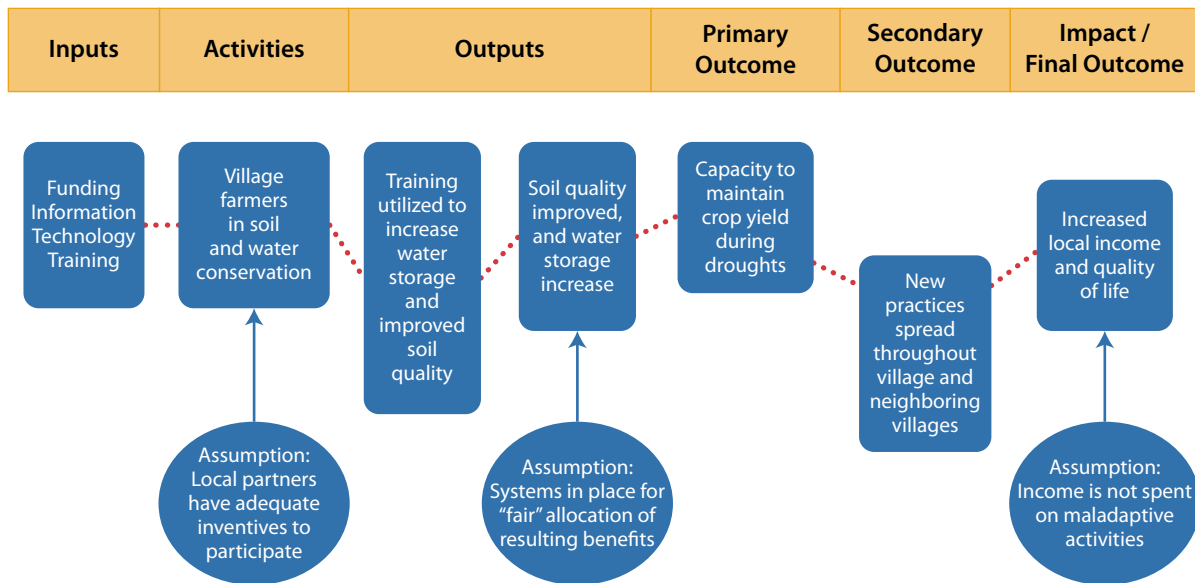 Inputs
Activities
Outputs
Primary
Outcome
Secondary
Outcome
Impact /
Final Outcome
Funding
Information
Technology
Training
Village
farmers
in soil
and water
conservation
Training
utilized to
increase
water
storage
and
improved
soil
quality
Soil quality
improved,
and water
storage
increase
Capacity to
maintain
crop yield
during
droughts
New
practices
spread
throughout
village and
neighboring
villages
Increased
local income
and quality
of life
Assumption:
Local partners
have adequate
inventives to
participate
Assumption:
Systems in place for
“fair” allocation of
resulting benefits
Assumption:
Income is not spent
on maladaptive
activities